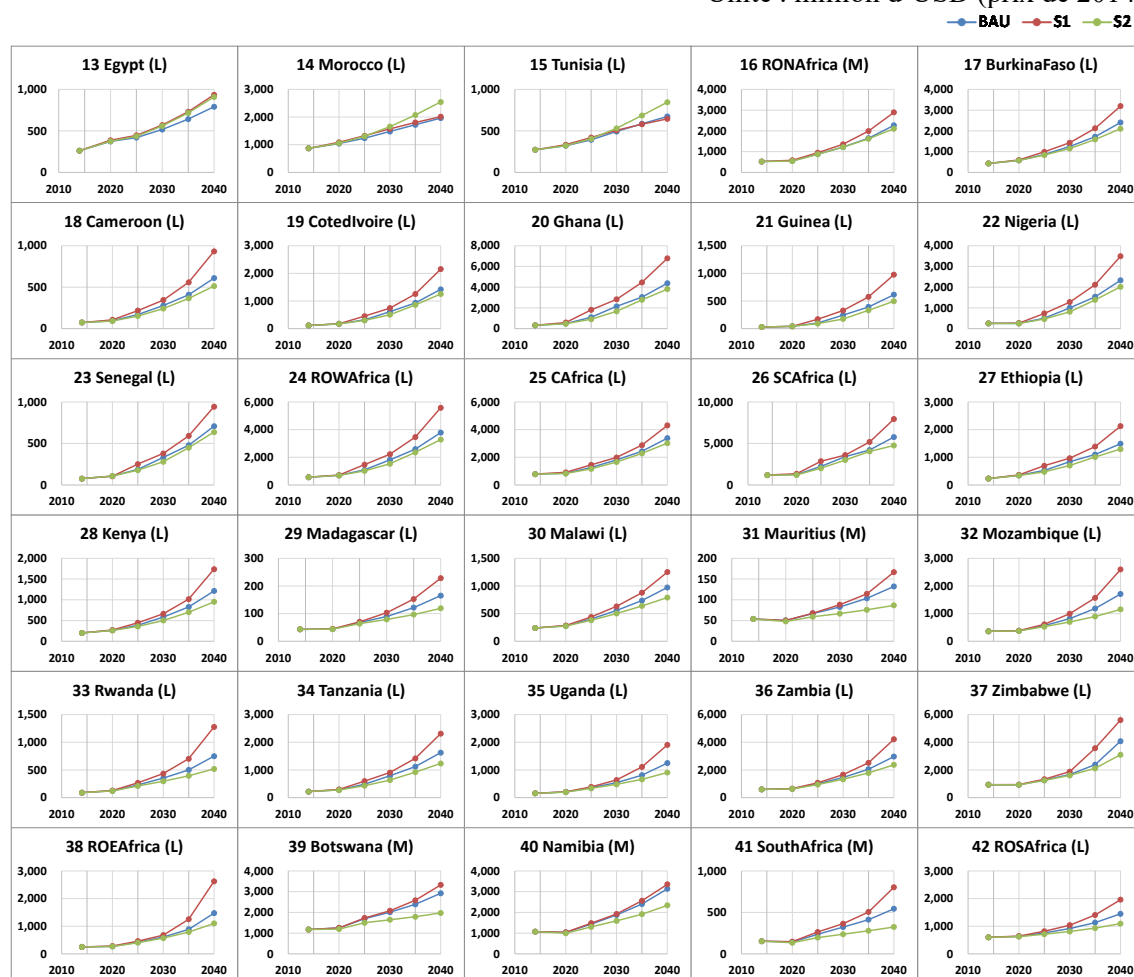 Unité : million d'USD (prix de 2014
BAU S1 S2
13 Egypt (L)
1,000
500
0
2010 2020 2030 2040
14 Morocco (L)
3,000
2,000
1,000
0
2010 2020 2030 2040
15 Tunisia (L)
1,000
500
0
2010 2020 2030 2040
16 RONAfrica (M)
4,000
3,000
2,000
1,000
0
2010 2020 2030 2040
17 BurkinaFaso (L)
4,000
3,000
2,000
1,000
0
2010 2020 2030 2040
18 Cameroon (L)
1,000
500
0
2010 2020 2030 2040
19 CotedIvoire (L)
3,000
2,000
1,000
0
2010 2020 2030 2040
20 Ghana (L)
8,000
6,000
4,000
2,000
0
2010 2020 2030 2040
21 Guinea (L)
1,500
1,000
500
0
2010 2020 2030 2040
22 Nigeria (L)
4,000
3,000
2,000
1,000
0
2010 2020 2030 2040
23 Senegal (L)
1,000
500
0
2010 2020 2030 2040
24 ROWAfrica (L)
6,000
4,000
2,000
0
2010 2020 2030 2040
25 CAfrica (L)
6,000
4,000
2,000
0
2010 2020 2030 2040
26 SCAfrica (L)
10,000
5,000
0
2010 2020 2030 2040
27 Ethiopia (L)
3,000
2,000
1,000
0
2010 2020 2030 2040
28 Kenya (L)
2,000
1,500
1,000
500
0
2010 2020 2030 2040
29 Madagascar (L)
300
200
100
0
2010 2020 2030 2040
30 Malawi (L)
1,500
1,000
500
0
2010 2020 2030 2040
31 Mauritius (M)
200
150
100
50
0
2010 2020 2030 2040
32 Mozambique (L)
3,000
2,000
1,000
0
2010 2020 2030 2040
33 Rwanda (L)
1,500
1,000
500
0
2010 2020 2030 2040
34 Tanzania (L)
3,000
2,000
1,000
0
2010 2020 2030 2040
35 Uganda (L)
3,000
2,000
1,000
0
2010 2020 2030 2040
36 Zambia (L)
6,000
4,000
2,000
0
2010 2020 2030 2040
37 Zimbabwe (L)
6,000
4,000
2,000
0
2010 2020 2030 2040
38 ROEAfrica (L)
3,000
2,000
1,000
0
2010 2020 2030 2040
39 Botswana (M)
4,000
3,000
2,000
1,000
0
2010 2020 2030 2040
40 Namibia (M)
4,000
3,000
2,000
1,000
0
2010 2020 2030 2040
41 SouthAfrica (M)
1,000
500
0
2010 2020 2030 2040
42 ROSAfrica (L)
3,000
2,000
1,000
0
2010 2020 2030 2040